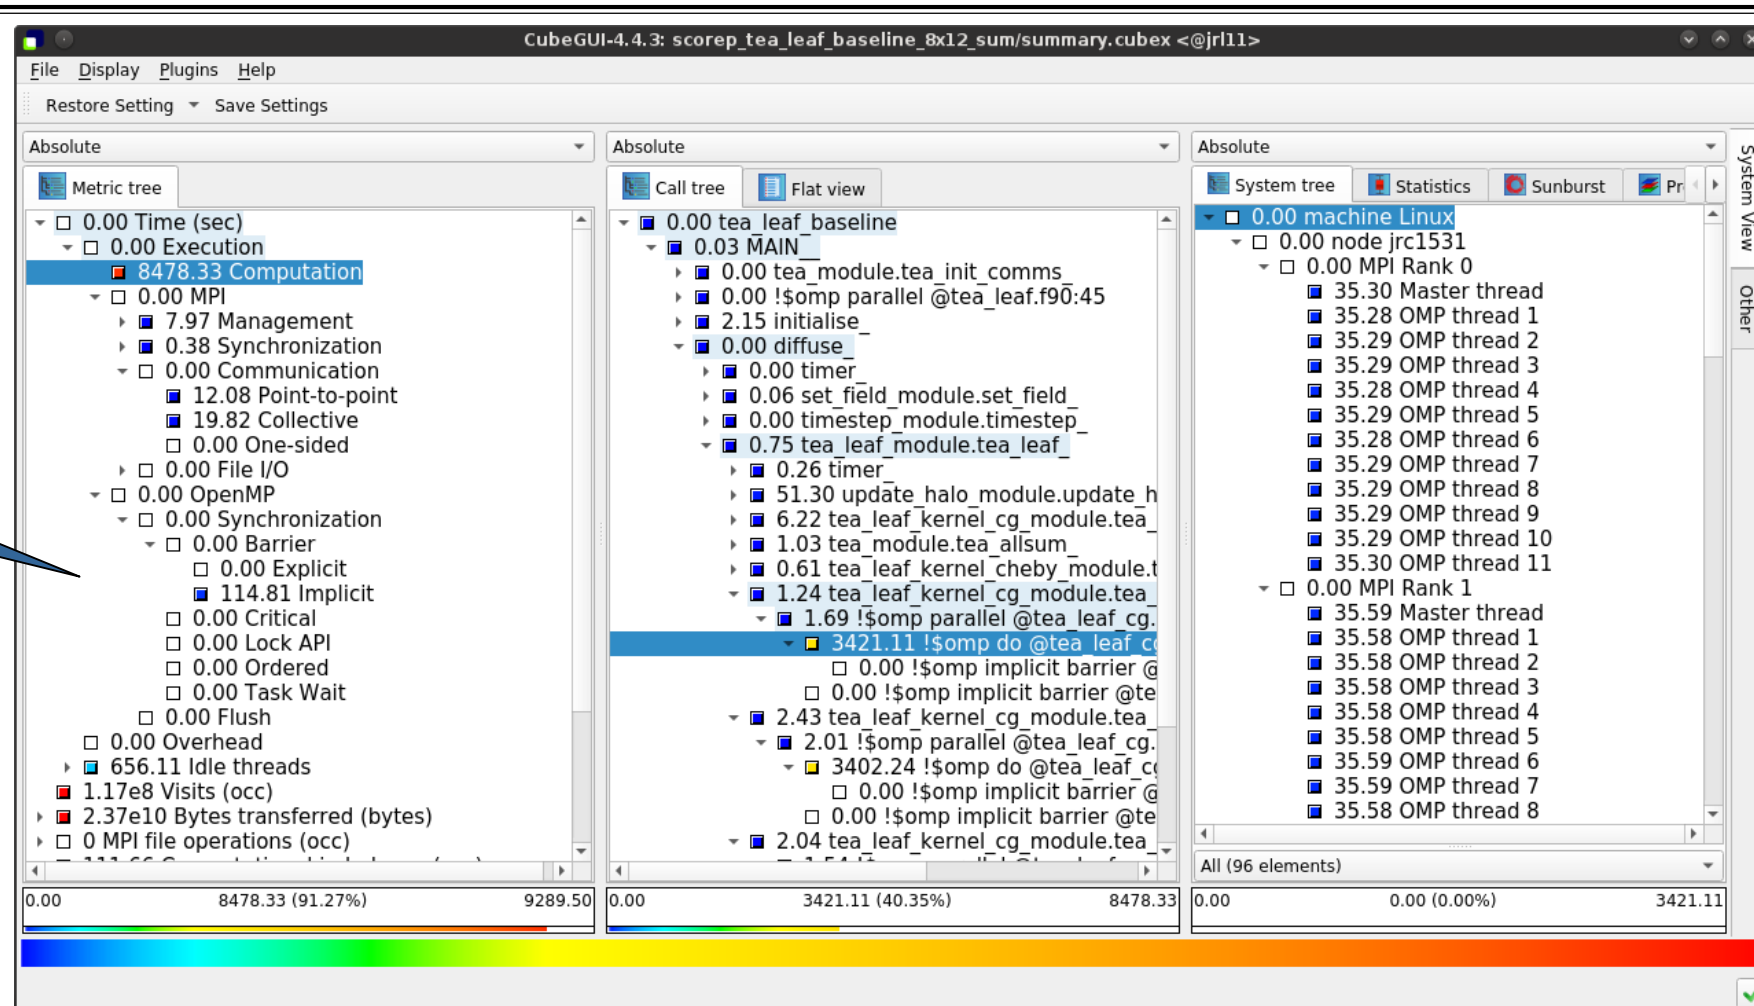 CubeGUI-4.4.3: scorep_tea_leaf_baseline_8x12_sum/summary.cubex <@jrl11>
File Display Plugins Help
Restore Setting Save Settings
Absolute
Metric tree
0.00 Time (sec)
0.00 Execution
8478.33 Computation
0.00 MPI
7.97 Management
0.38 Synchronization
0.00 Communication
12.08 Point-to-point
19.82 Collective
0.00 One-sided
0.00 File I/O
0.00 OpenMP
0.00 Synchronization
0.00 Barrier
0.00 Explicit
114.81 Implicit
0.00 Critical
0.00 Lock API
0.00 Ordered
0.00 Task Wait
0.00 Flush
0.00 Overhead
656.11 Idle threads
1.17e8 Visits (occ)
2.37e10 Bytes transferred (bytes)
0 MPI file operations (occ)
0.00 8478.33 (91.27%) 9289.50
Absolute
Call tree Flat view
0.00 tea_leaf_baseline
0.03 MAIN__
0.00 tea_module.tea_init_comms_
0.00 !$omp parallel @tea_leaf.f90:45
2.15 initialise_
0.00 diffuse_
0.00 timer_
0.06 set_field_module.set_field_
0.00 timestep_module.timestep_
0.75 tea_leaf_module.tea_leaf_
0.26 timer_
51.30 update_halo_module.update_h
6.22 tea_leaf_kernel_cg_module.tea_
1.03 tea_module.tea_allsum_
0.61 tea_leaf_kernel_cheby_module.t
1.24 tea_leaf_kernel_cg_module.tea_
1.69 !$omp parallel @tea_leaf_cg.
3421.11 !$omp do @tea_leaf_cg
0.00 !$omp implicit barrier @
0.00 !$omp implicit barrier @te
2.43 tea_leaf_kernel_cg_module.tea_
2.01 !$omp parallel @tea_leaf_cg.
3402.24 !$omp do @tea_leaf_cg
0.00 !$omp implicit barrier @
0.00 !$omp implicit barrier @te
2.04 tea_leaf_kernel_cg_module.tea_
0.00 3421.11 (40.35%) 8478.33
Absolute
System tree Statistics Sunburst Pr
0.00 machine Linux
0.00 node jrc1531
0.00 MPI Rank 0
35.30 Master thread
35.28 OMP thread 1
35.29 OMP thread 2
35.29 OMP thread 3
35.28 OMP thread 4
35.29 OMP thread 5
35.28 OMP thread 6
35.29 OMP thread 7
35.29 OMP thread 8
35.29 OMP thread 9
35.29 OMP thread 10
35.30 OMP thread 11
0.00 MPI Rank 1
35.59 Master thread
35.58 OMP thread 1
35.58 OMP thread 2
35.58 OMP thread 3
35.58 OMP thread 4
35.58 OMP thread 5
35.59 OMP thread 6
35.59 OMP thread 7
35.58 OMP thread 8
All (96 elements)
0.00 0.00 (0.00%) 3421.11
System View
Other